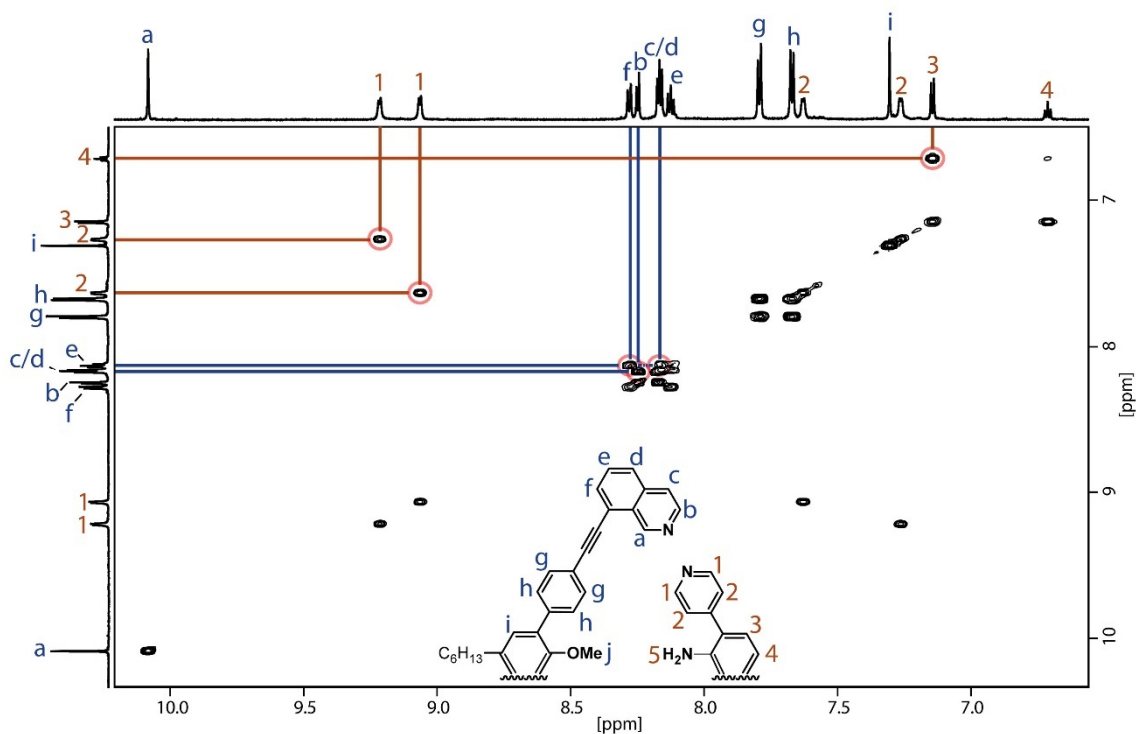 a
1
1
f
b
c/d
e
g
h
2
i
2
3
4
4
3
2
i
2
h
g
e
c/d
b
f
1
1
a
7
8
9
10
[ppm]
e
d
f
c
b
a
N
g
h
g
h
i
C₆H₁₃
OMe
j
N
1
1
2
2
3
5
H₂N
4
10.0
9.5
9.0
8.5
8.0
7.5
7.0
[ppm]